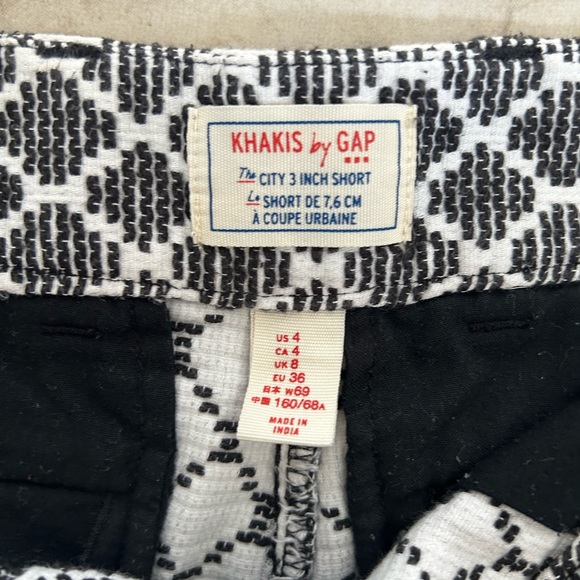 KHAKIS by GAP
The CITY 3 INCH SHORT
Le SHORT DE 7,6 CM
À COUPE URBAINE
US 4
CA 4
UK 8
EU 36
日本 W69
中国 160/68A
MADE IN
INDIA